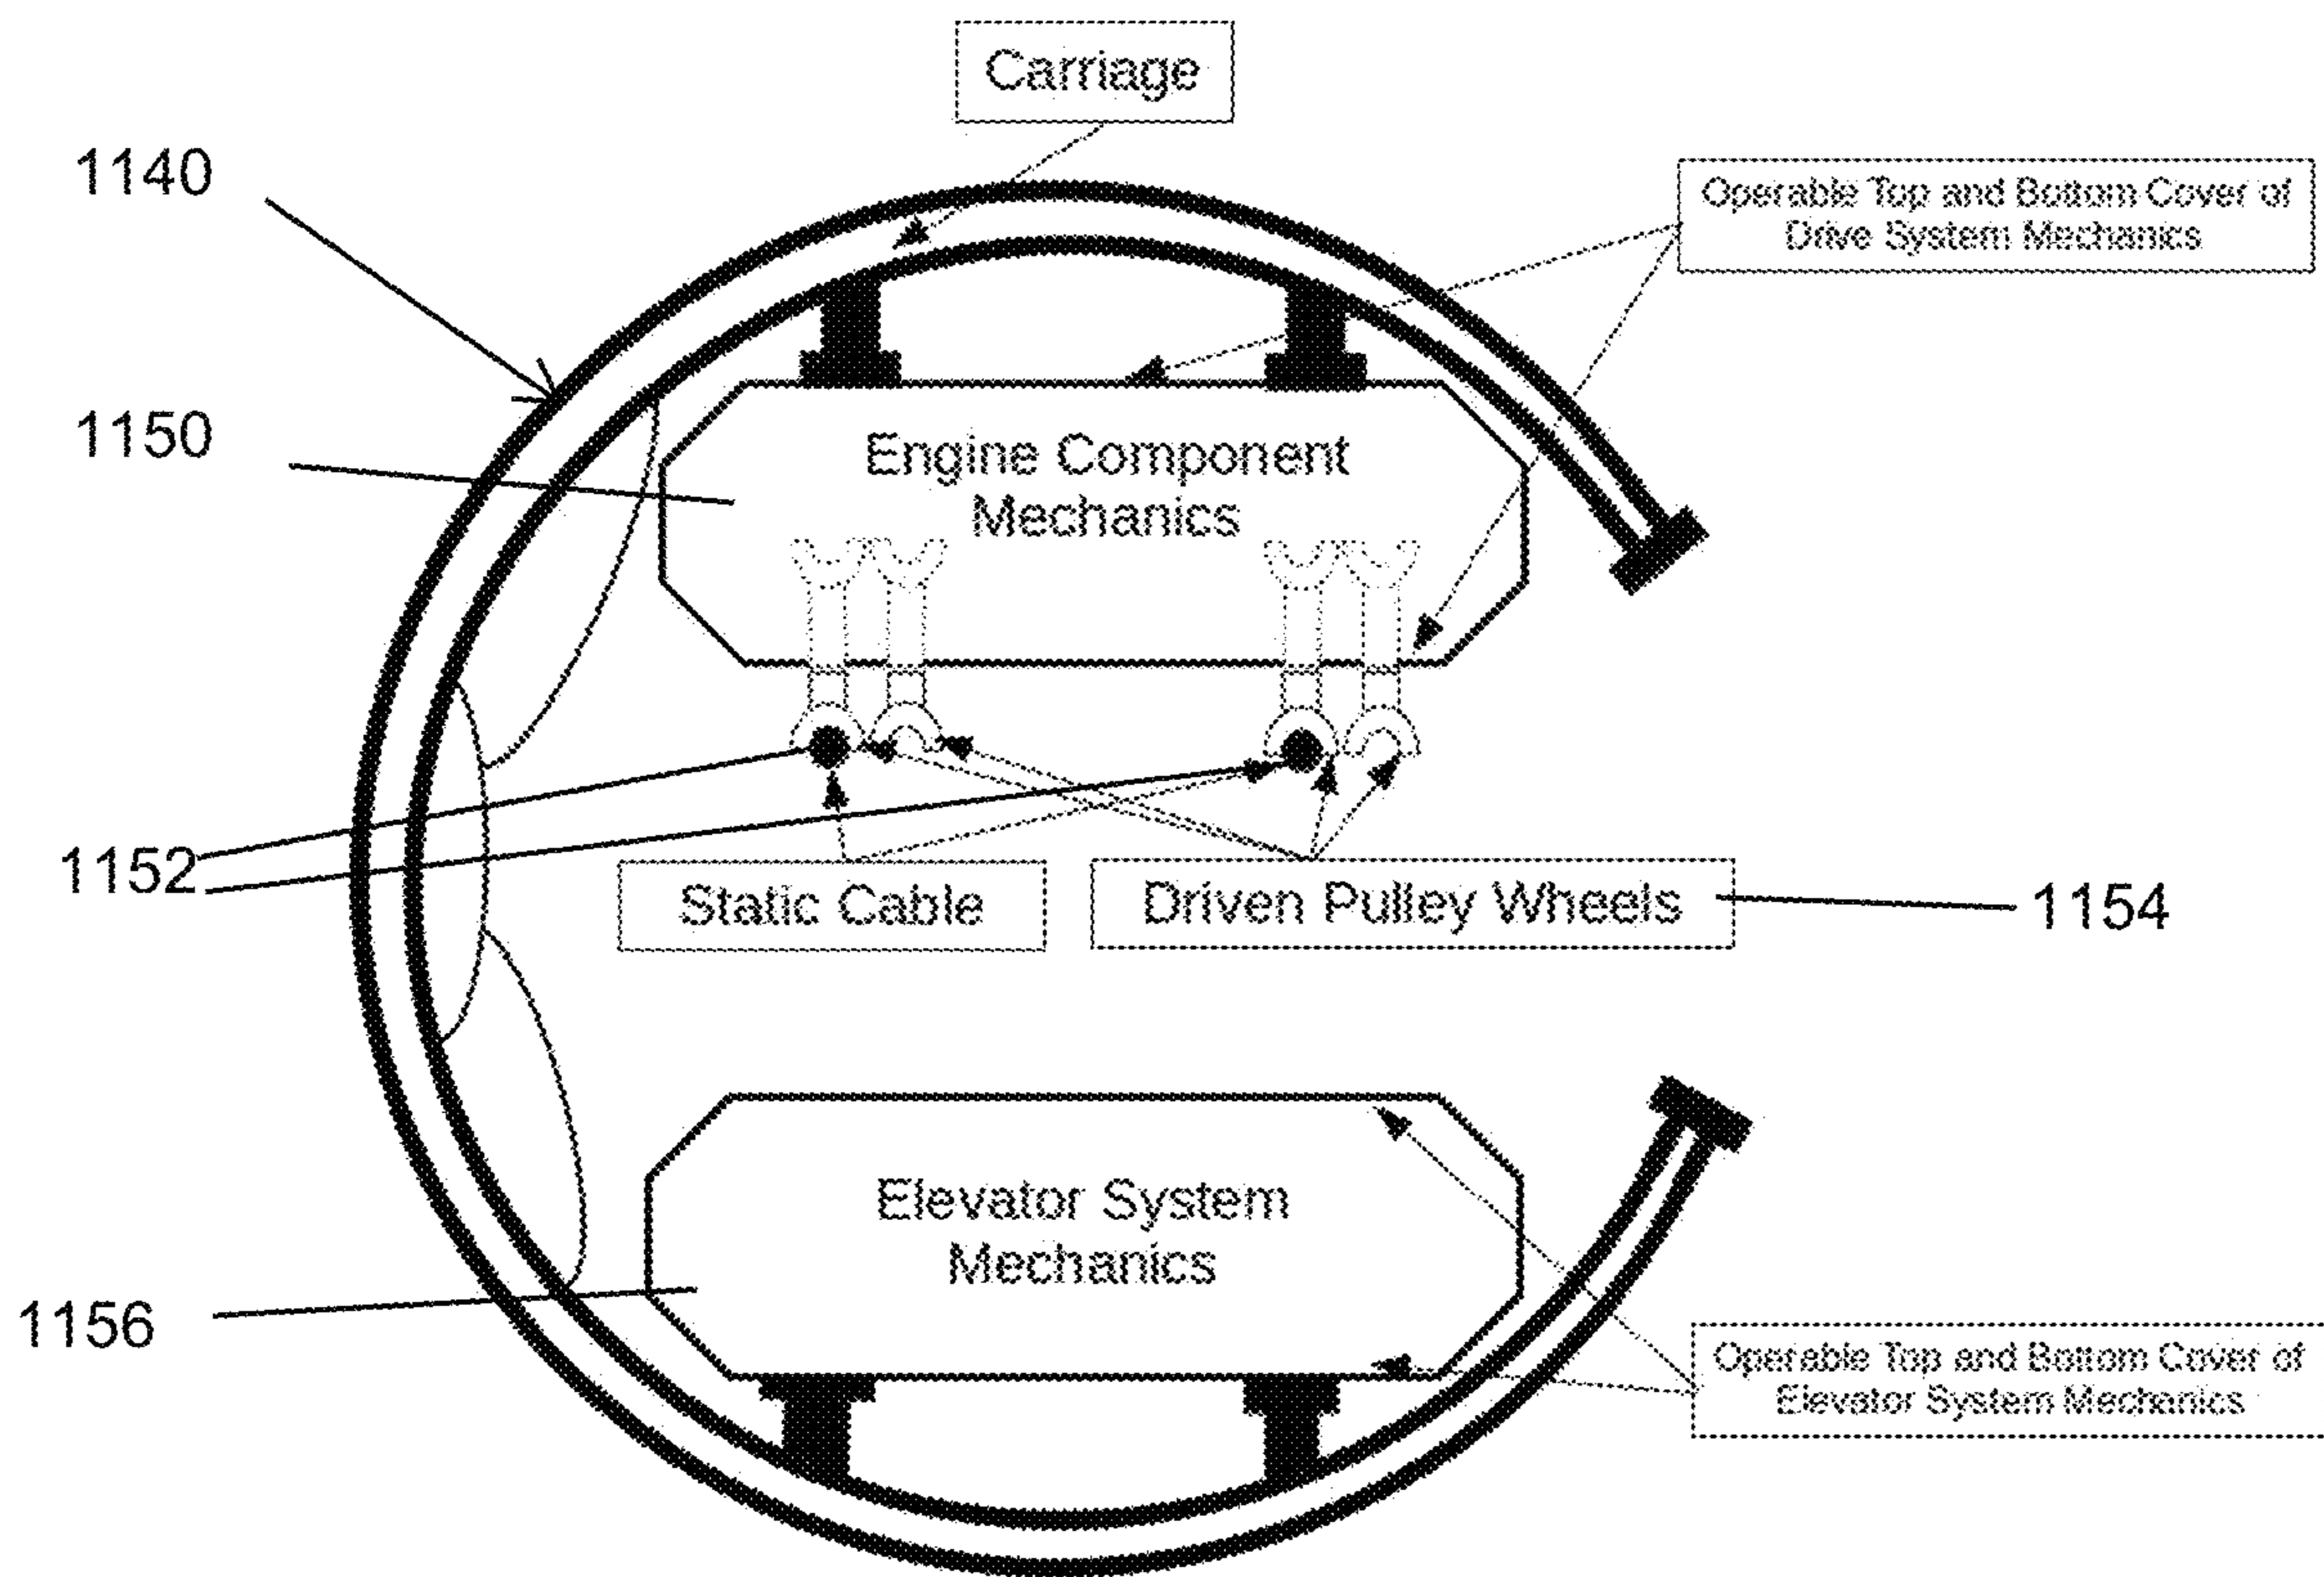 Carriage
1140
Operable Top and Bottom Cover of
Drive System Mechanics
1150
Engine Component
Mechanics
1152
Static Cable
Driven Pulley Wheels
1154
Elevator System
Mechanics
1156
Operable Top and Bottom Cover of
Elevator System Mechanics